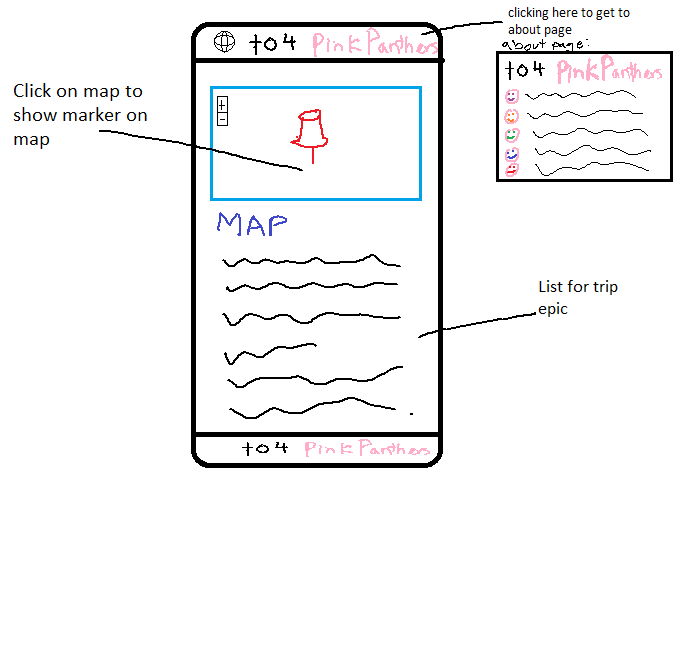 clicking here to get to
about page
about page:
t04 PinkPanthers
t04 PinkPanthers
Click on map to
show marker on
map
+
−
MAP
List for trip
epic
t04 PinkPanthers